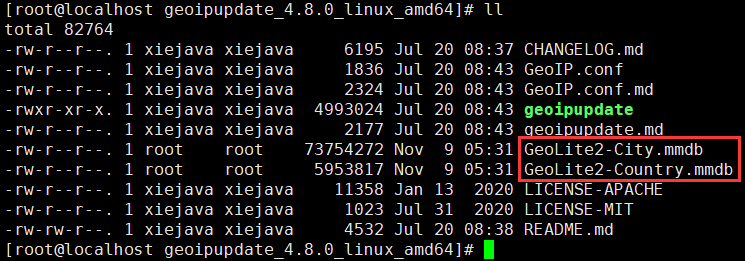 [root@localhost geoipupdate_4.8.0_linux_amd64]# ll
total 82764
-rw-r--r--. 1 xiejava xiejava     6195 Jul 20 08:37 CHANGELOG.md
-rw-r--r--. 1 xiejava xiejava     1836 Jul 20 08:43 GeoIP.conf
-rw-r--r--. 1 xiejava xiejava     2324 Jul 20 08:43 GeoIP.conf.md
-rwxr-xr-x. 1 xiejava xiejava  4993024 Jul 20 08:43 geoipupdate
-rw-r--r--. 1 xiejava xiejava     2177 Jul 20 08:43 geoipupdate.md
-rw-r--r--. 1 root    root    73754272 Nov  9 05:31 GeoLite2-City.mmdb
-rw-r--r--. 1 root    root     5953817 Nov  9 05:31 GeoLite2-Country.mmdb
-rw-r--r--. 1 xiejava xiejava    11358 Jan 13  2020 LICENSE-APACHE
-rw-r--r--. 1 xiejava xiejava     1023 Jul 31  2020 LICENSE-MIT
-rw-rw-r--. 1 xiejava xiejava     4532 Jul 20 08:38 README.md
[root@localhost geoipupdate_4.8.0_linux_amd64]#